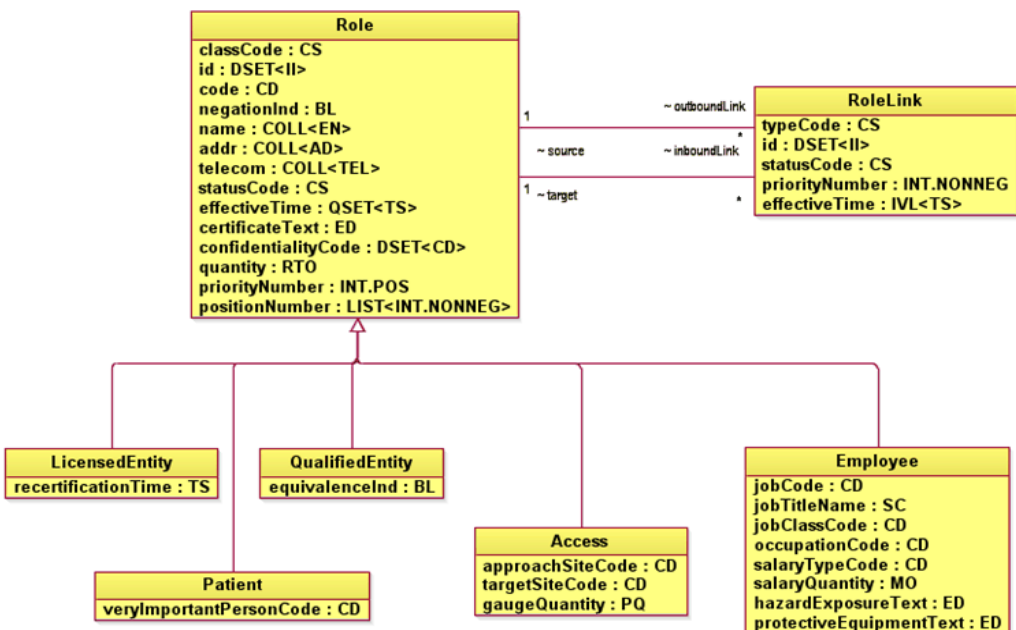 Role
classCode : CS
id : DSET<II>
code : CD
negationInd : BL
name : COLL<EN>
addr : COLL<AD>
telecom : COLL<TEL>
statusCode : CS
effectiveTime : QSET<TS>
certificateText : ED
confidentialityCode : DSET<CD>
quantity : RTO
priorityNumber : INT.POS
positionNumber : LIST<INT.NONNEG>
1
~ outboundLink
*
~ source
~ inboundLink
1
~ target
*
RoleLink
typeCode : CS
id : DSET<II>
statusCode : CS
priorityNumber : INT.NONNEG
effectiveTime : IVL<TS>
LicensedEntity
recertificationTime : TS
QualifiedEntity
equivalenceInd : BL
Patient
veryImportantPersonCode : CD
Access
approachSiteCode : CD
targetSiteCode : CD
gaugeQuantity : PQ
Employee
jobCode : CD
jobTitleName : SC
jobClassCode : CD
occupationCode : CD
salaryTypeCode : CD
salaryQuantity : MO
hazardExposureText : ED
protectiveEquipmentText : ED